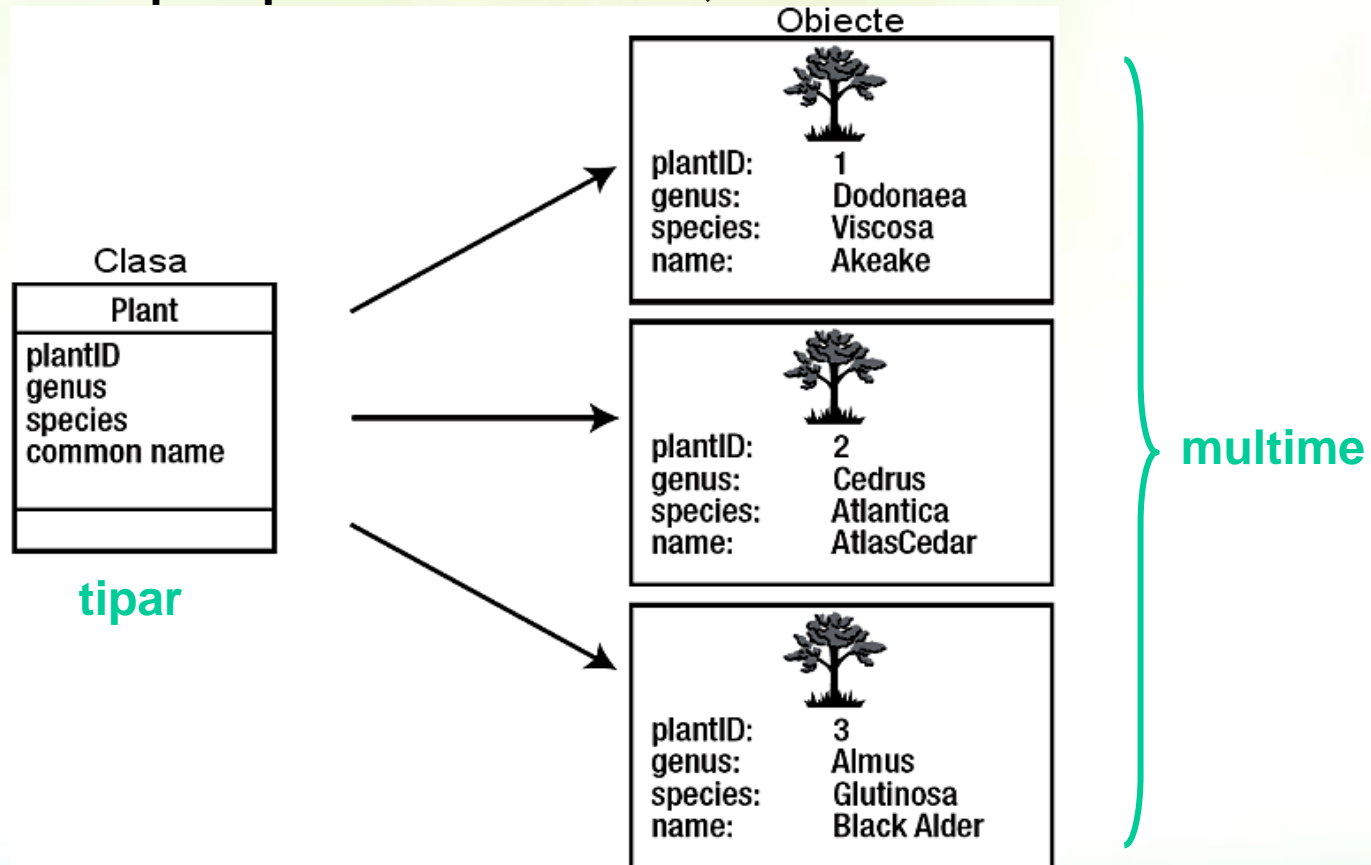 Obiecte
plantID: 1
genus: Dodonaea
species: Viscosa
name: Akeake
Clasa
Plant
plantID
genus
species
common name
tipar
plantID: 2
genus: Cedrus
species: Atlantica
name: AtlasCedar
multime
plantID: 3
genus: Almus
species: Glutinosa
name: Black Alder